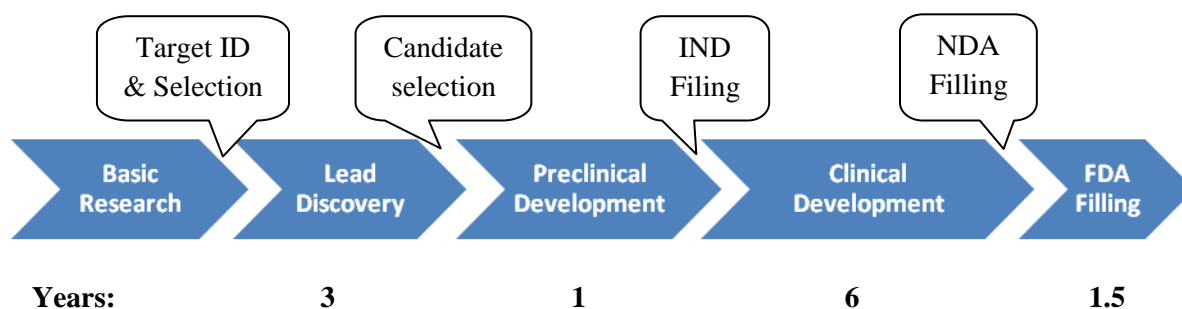 Target ID
& Selection
Candidate
selection
IND
Filing
NDA
Filling
Basic
Research
Lead
Discovery
Preclinical
Development
Clinical
Development
FDA
Filling
Years: 3 1 6 1.5